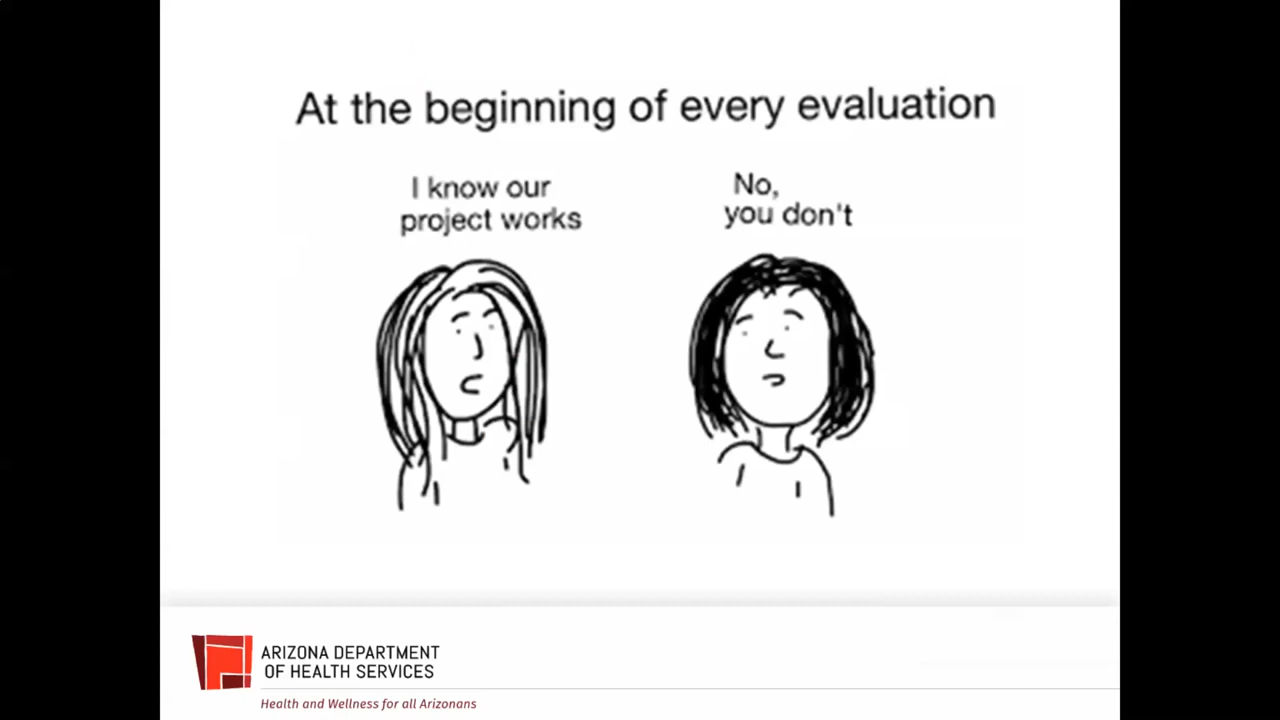 At the beginning of every evaluation
I know our
project works
No,
you don't
ARIZONA DEPARTMENT
OF HEALTH SERVICES
Health and Wellness for all Arizonans